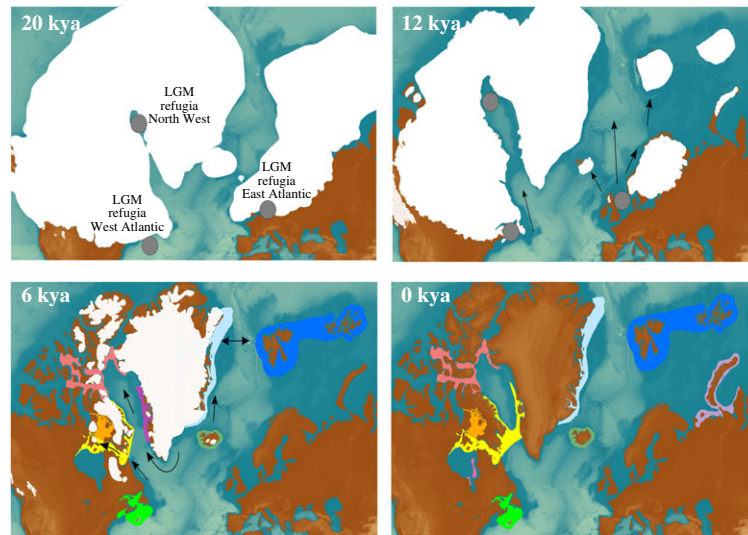 20 kya
LGM
refugia
North West
LGM
refugia
West Atlantic
LGM
refugia
East Atlantic
12 kya
6 kya
0 kya